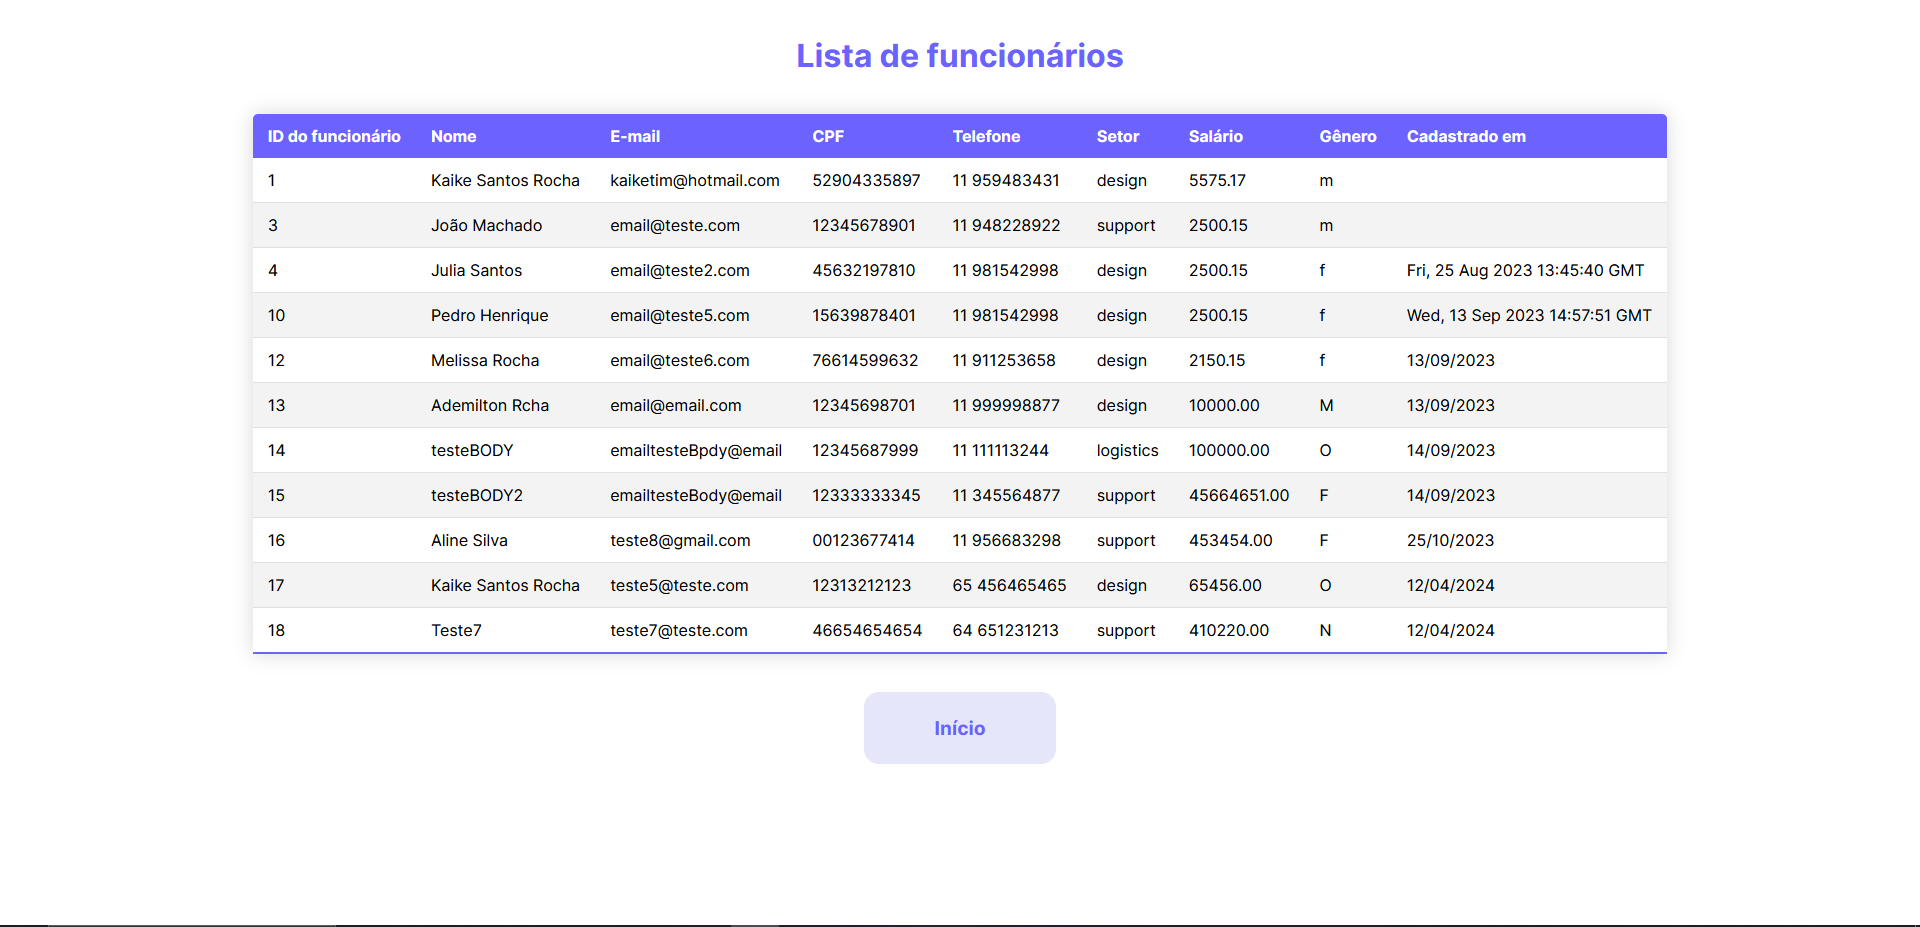 Lista de funcionários
ID do funcionário Nome E-mail CPF Telefone Setor Salário Gênero Cadastrado em
1 Kaike Santos Rocha kaiketim@hotmail.com 52904335897 11 959483431 design 5575.17 m
3 João Machado email@teste.com 12345678901 11 948228922 support 2500.15 m
4 Julia Santos email@teste2.com 45632197810 11 981542998 design 2500.15 f Fri, 25 Aug 2023 13:45:40 GMT
10 Pedro Henrique email@teste5.com 15639878401 11 981542998 design 2500.15 f Wed, 13 Sep 2023 14:57:51 GMT
12 Melissa Rocha email@teste6.com 76614599632 11 911253658 design 2150.15 f 13/09/2023
13 Ademilton Rcha email@email.com 12345698701 11 999998877 design 10000.00 M 13/09/2023
14 testeBODY emailtesteBpdy@email 12345687999 11 111113244 logistics 100000.00 O 14/09/2023
15 testeBODY2 emailtesteBody@email 12333333345 11 345564877 support 45664651.00 F 14/09/2023
16 Aline Silva teste8@gmail.com 00123677414 11 956683298 support 453454.00 F 25/10/2023
17 Kaike Santos Rocha teste5@teste.com 12313212123 65 456465465 design 65456.00 O 12/04/2024
18 Teste7 teste7@teste.com 46654654654 64 651231213 support 410220.00 N 12/04/2024
Início